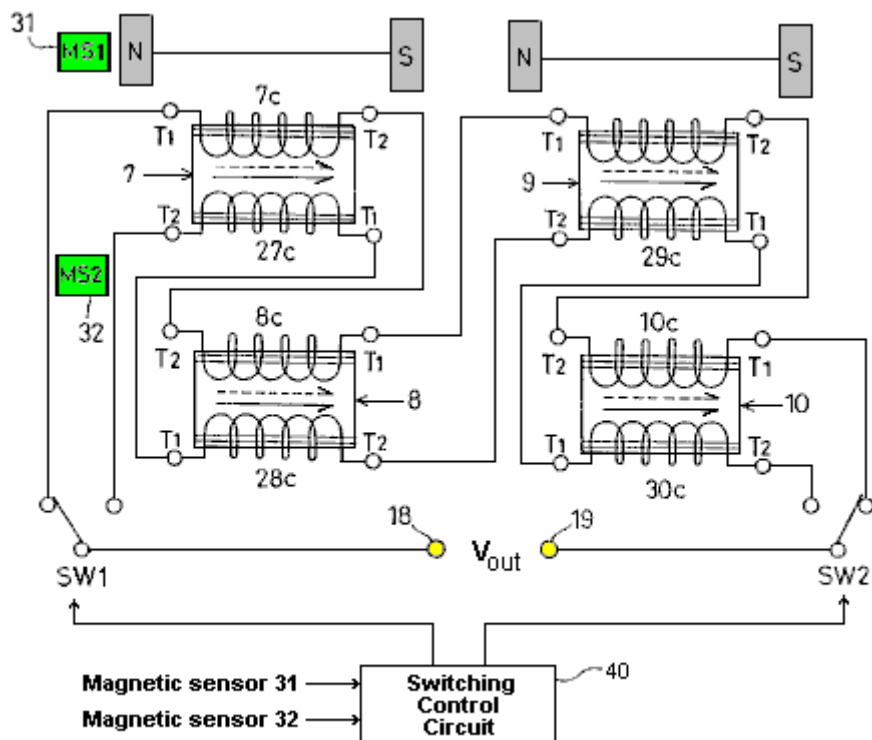 31
MS1
N
S
N
S
7c
T1
T2
T1
T2
7
9
T2
T1
T2
T1
27c
29c
MS2
32
8c
10c
T2
T1
T2
T1
8
10
T1
T2
T1
T2
28c
30c
18
19
Vout
SW1
SW2
40
Magnetic sensor 31
Magnetic sensor 32
Switching
Control
Circuit